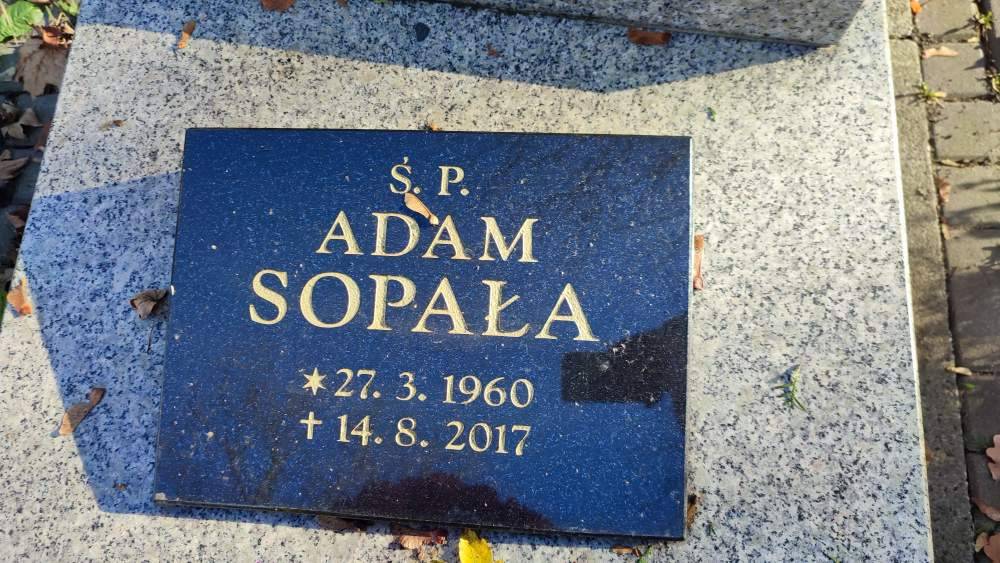 Ś. P.
ADAM
SOPAŁA
✶ 27. 3. 1960
✝ 14. 8. 2017